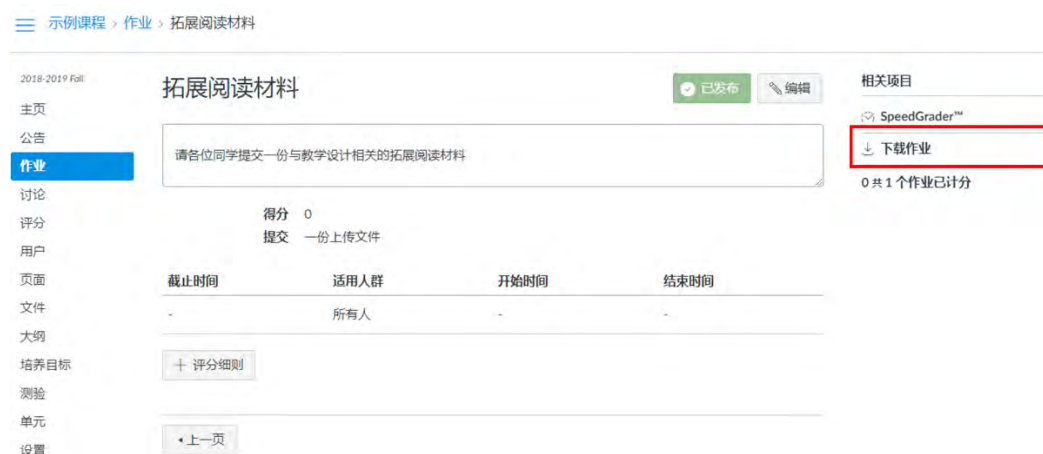 示例课程 › 作业 › 拓展阅读材料
2018-2019 Fall
主页
公告
作业
讨论
评分
用户
页面
文件
大纲
培养目标
测验
单元
设置
拓展阅读材料
已发布
编辑
请各位同学提交一份与教学设计相关的拓展阅读材料
得分 0
提交 一份上传文件
截止时间 适用人群 开始时间 结束时间
- 所有人 - -
+ 评分细则
上一页
相关项目
SpeedGrader™
下载作业
0 共 1 个作业已计分